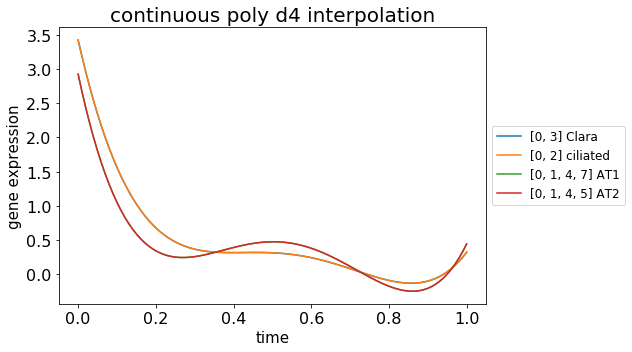 continuous poly d4 interpolation
gene expression
3.5
3.0
2.5
2.0
1.5
1.0
0.5
0.0
0.0 0.2 0.4 0.6 0.8 1.0
time
[0, 3] Clara
[0, 2] ciliated
[0, 1, 4, 7] AT1
[0, 1, 4, 5] AT2